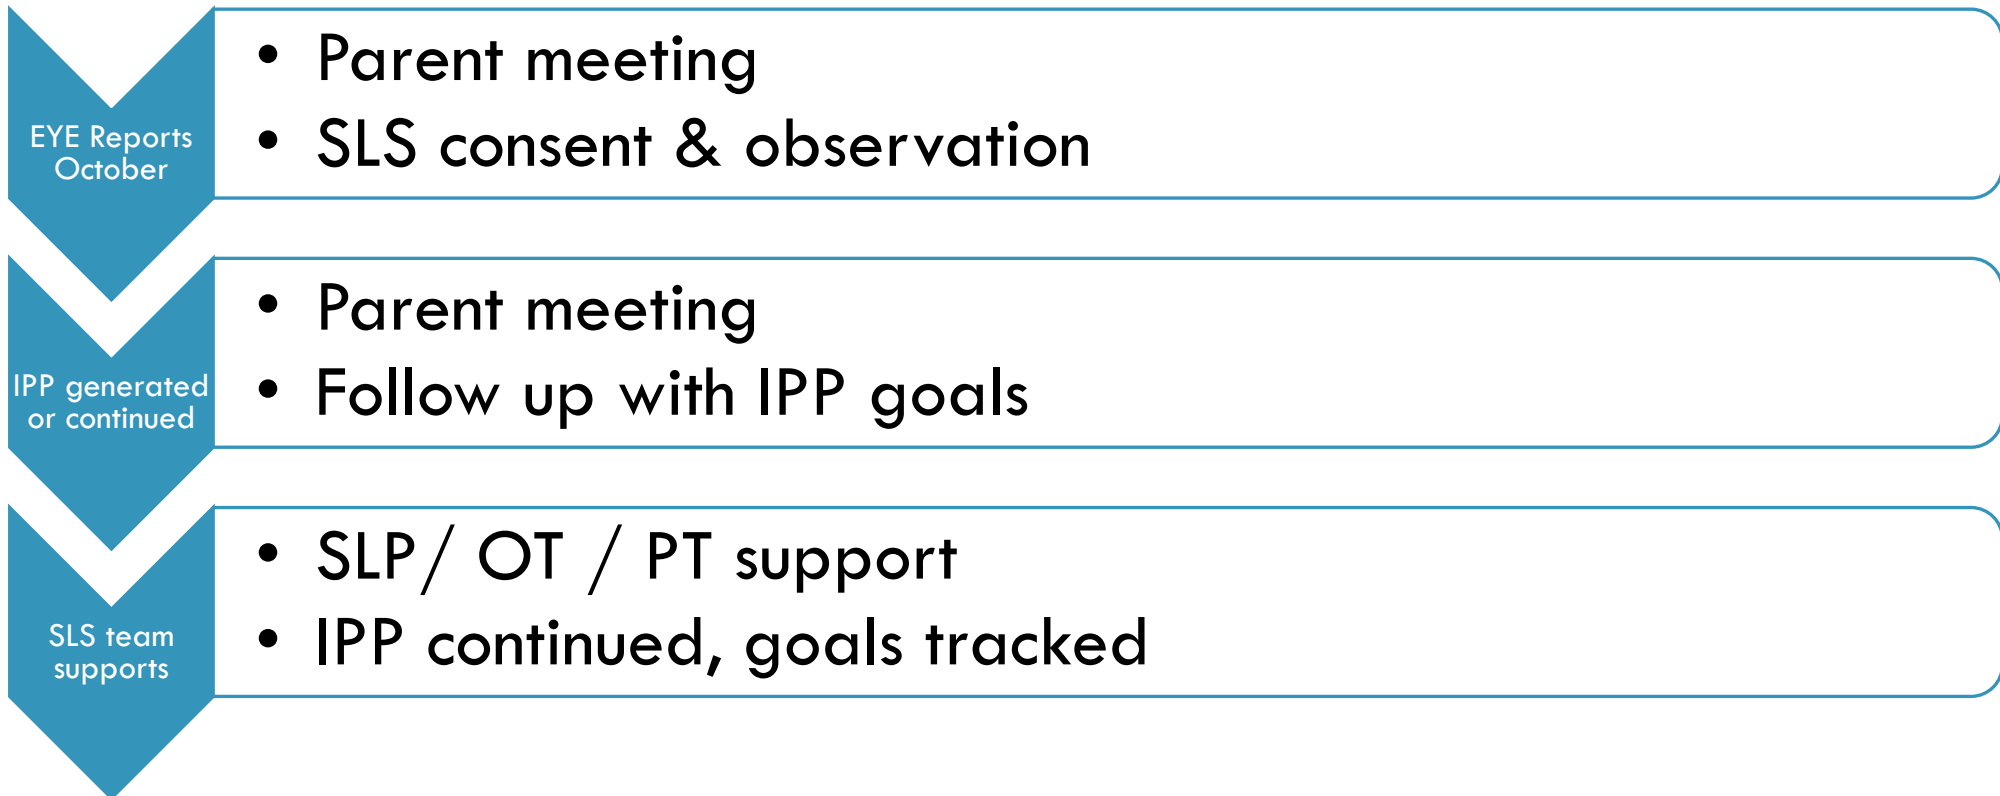 EYE Reports
October
• Parent meeting
• SLS consent & observation
IPP generated
or continued
• Parent meeting
• Follow up with IPP goals
SLS team
supports
• SLP/ OT / PT support
• IPP continued, goals tracked